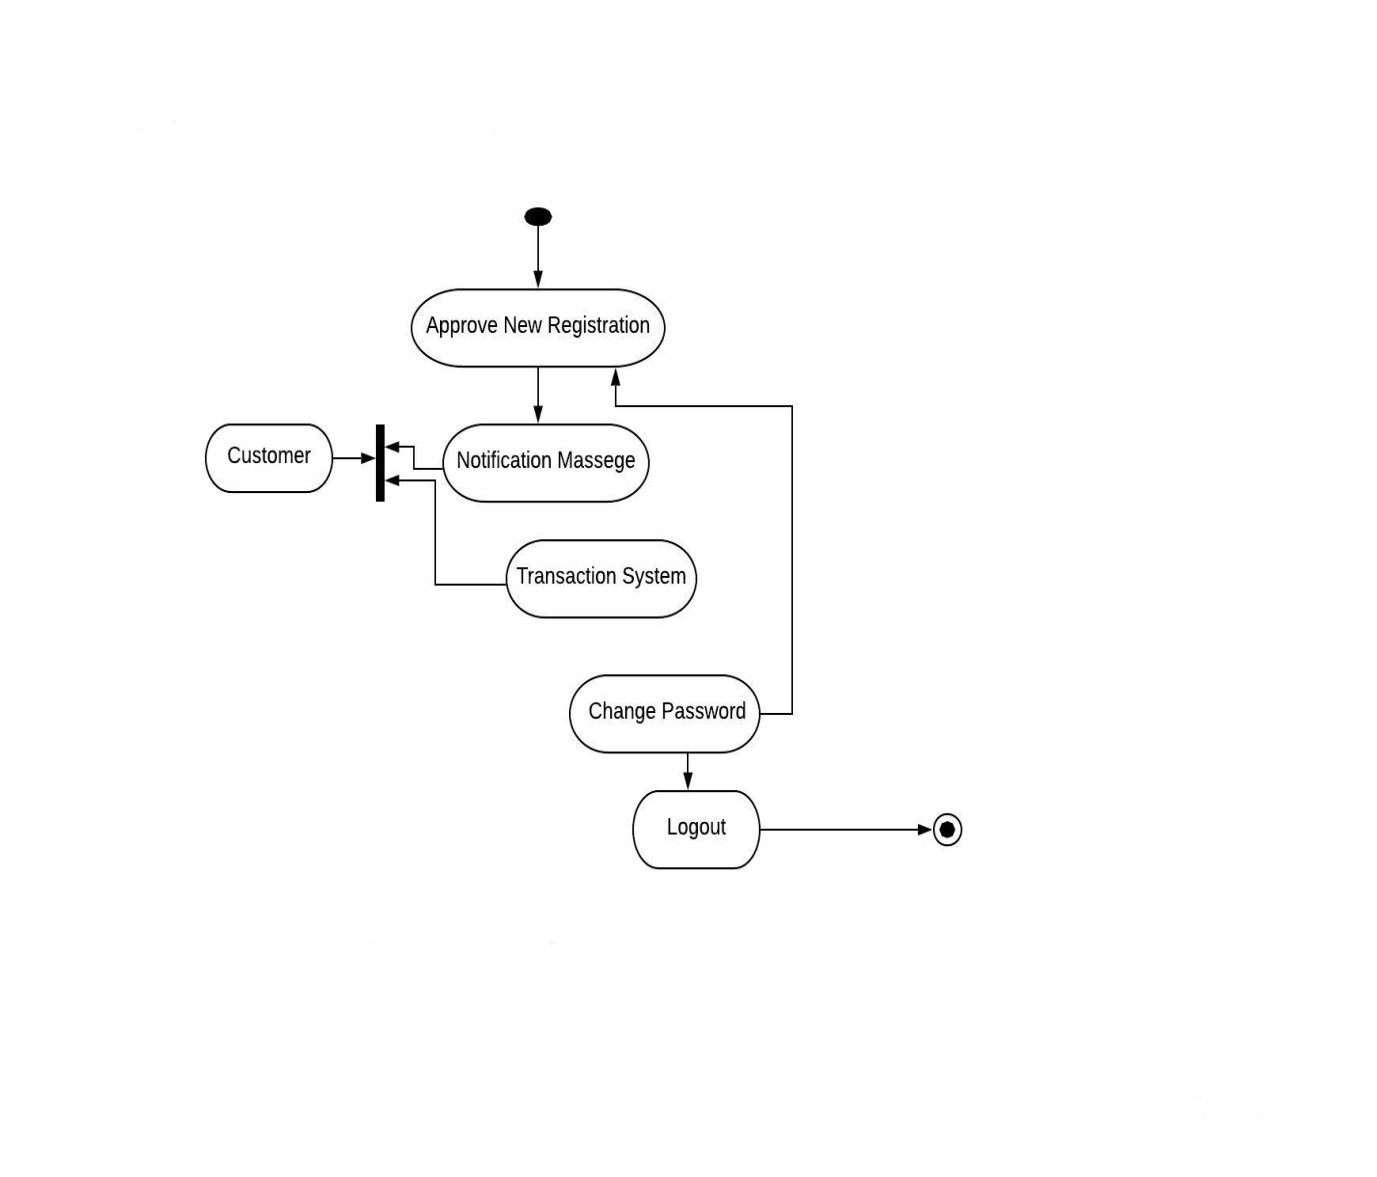 Approve New Registration
Customer
Notification Massege
Transaction System
Change Password
Logout